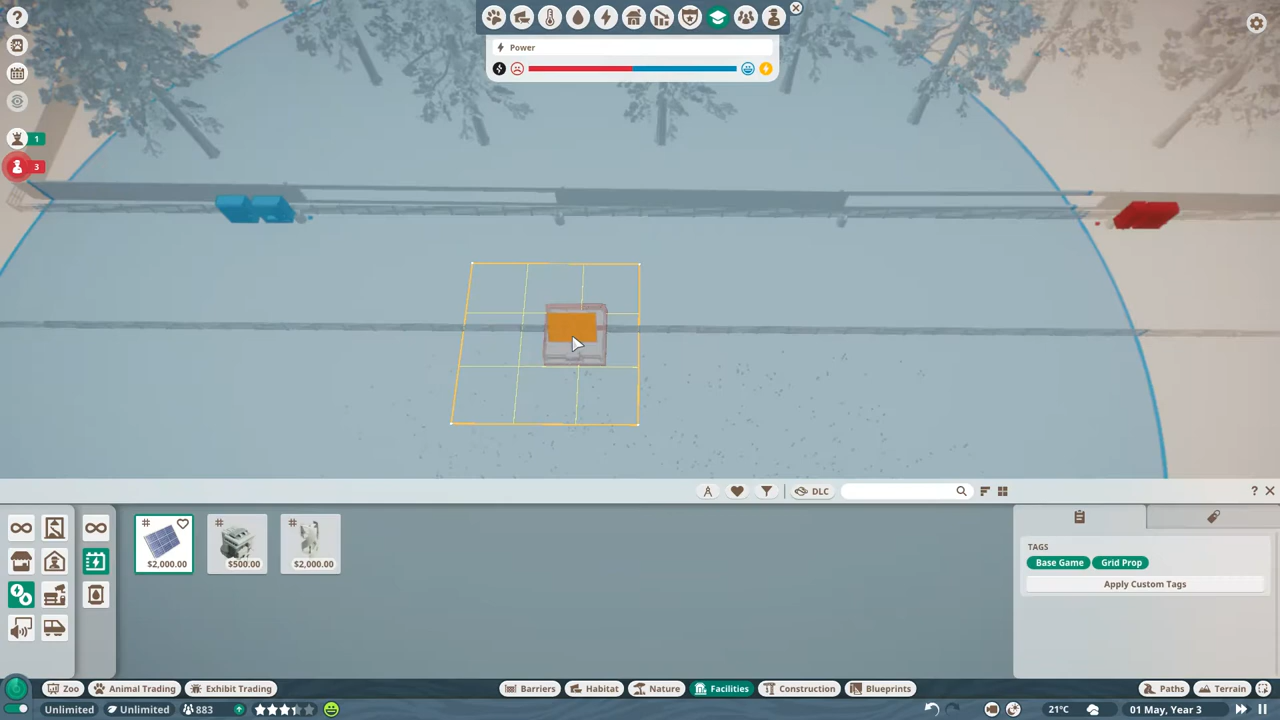 Power
1
3
DLC
$2,000.00
$500.00
$2,000.00
TAGS
Base Game
Grid Prop
Apply Custom Tags
Zoo
Animal Trading
Exhibit Trading
Barriers
Habitat
Nature
Facilities
Construction
Blueprints
Paths
Terrain
Unlimited
Unlimited
883
21°C
01 May, Year 3